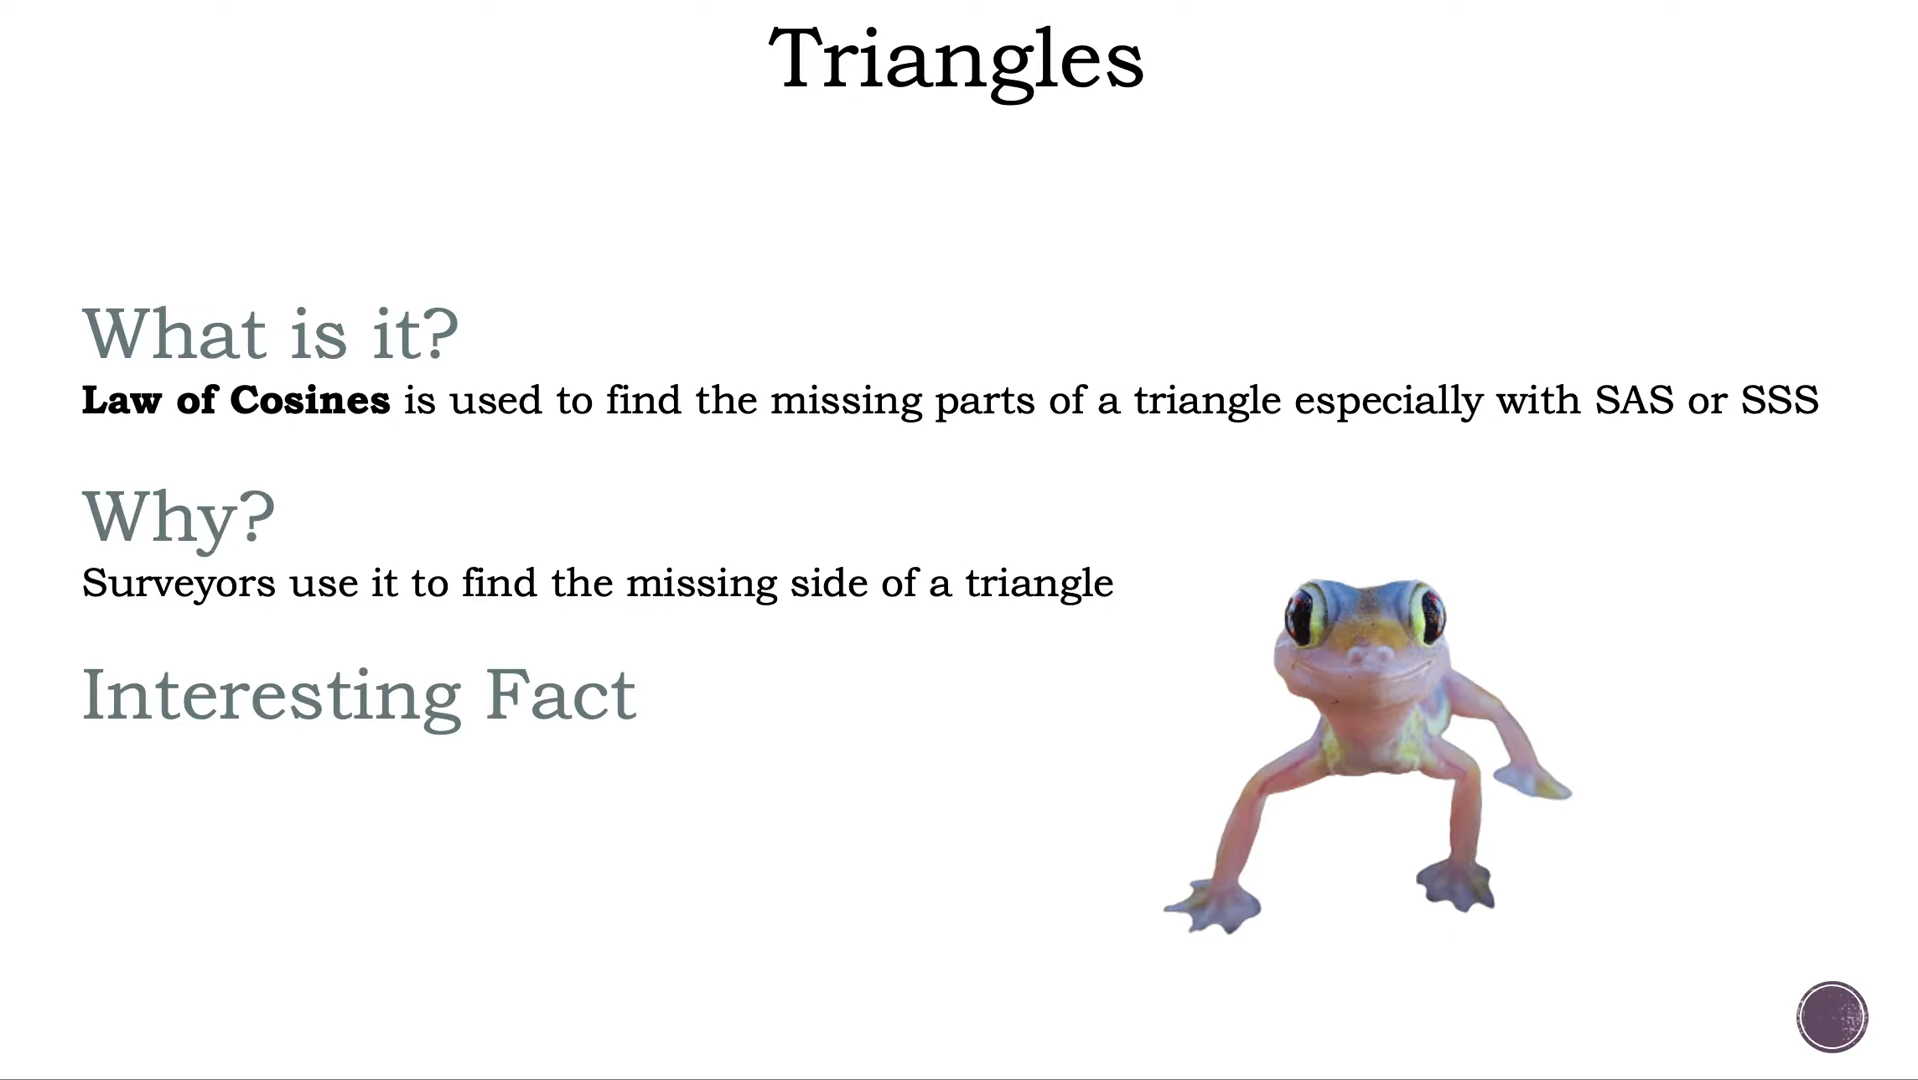 Triangles
What is it?
Law of Cosines is used to find the missing parts of a triangle especially with SAS or SSS
Why?
Surveyors use it to find the missing side of a triangle
Interesting Fact